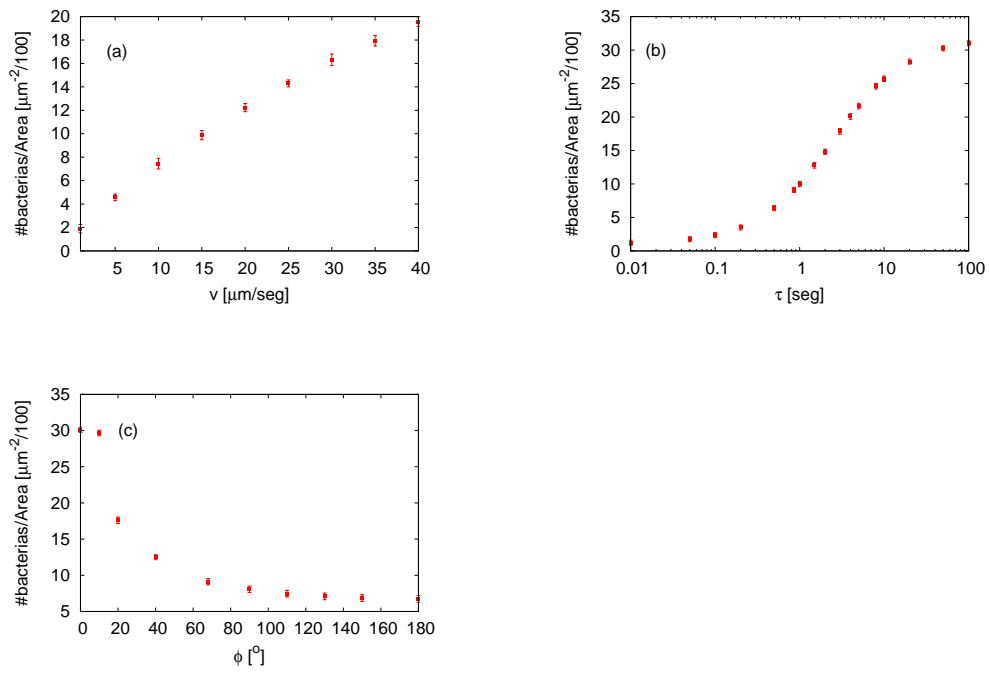 20
18
16
14
12
10
8
6
4
2
0
(a)
#bacterias/Area [μm⁻²/100]
5 10 15 20 25 30 35 40
v [μm/seg]
35
30
25
20
15
10
5
0
(b)
#bacterias/Area [μm⁻²/100]
0.01 0.1 1 10 100
τ [seg]
35
30
25
20
15
10
5
(c)
#bacterias/Area [μm⁻²/100]
0 20 40 60 80 100 120 140 160 180
ϕ [°]